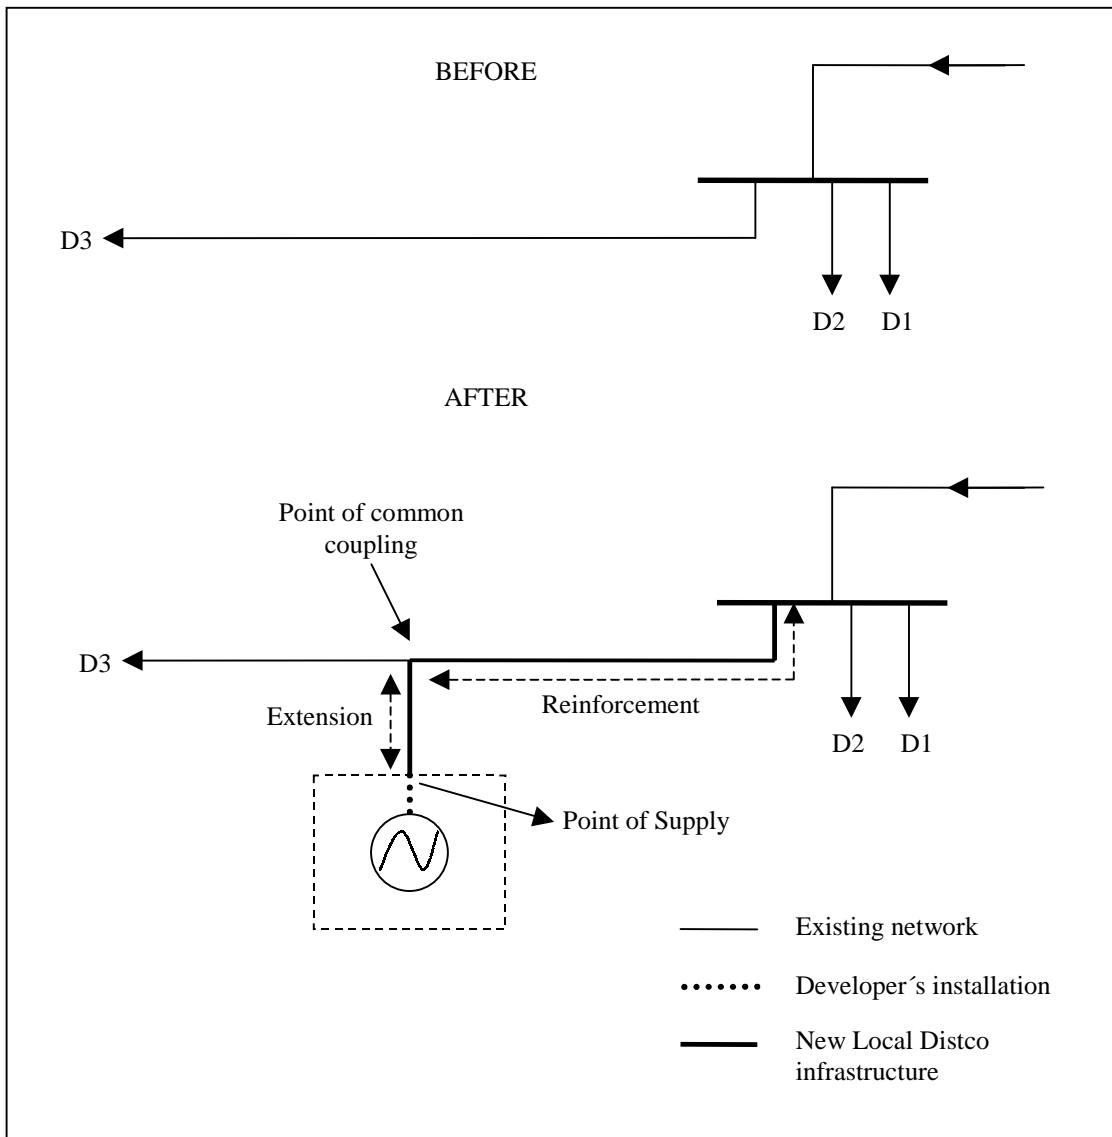 BEFORE
D3
D2
D1
AFTER
Point of common
coupling
D3
Reinforcement
Extension
D2
D1
Point of Supply
Existing network
Developer´s installation
New Local Distco
infrastructure